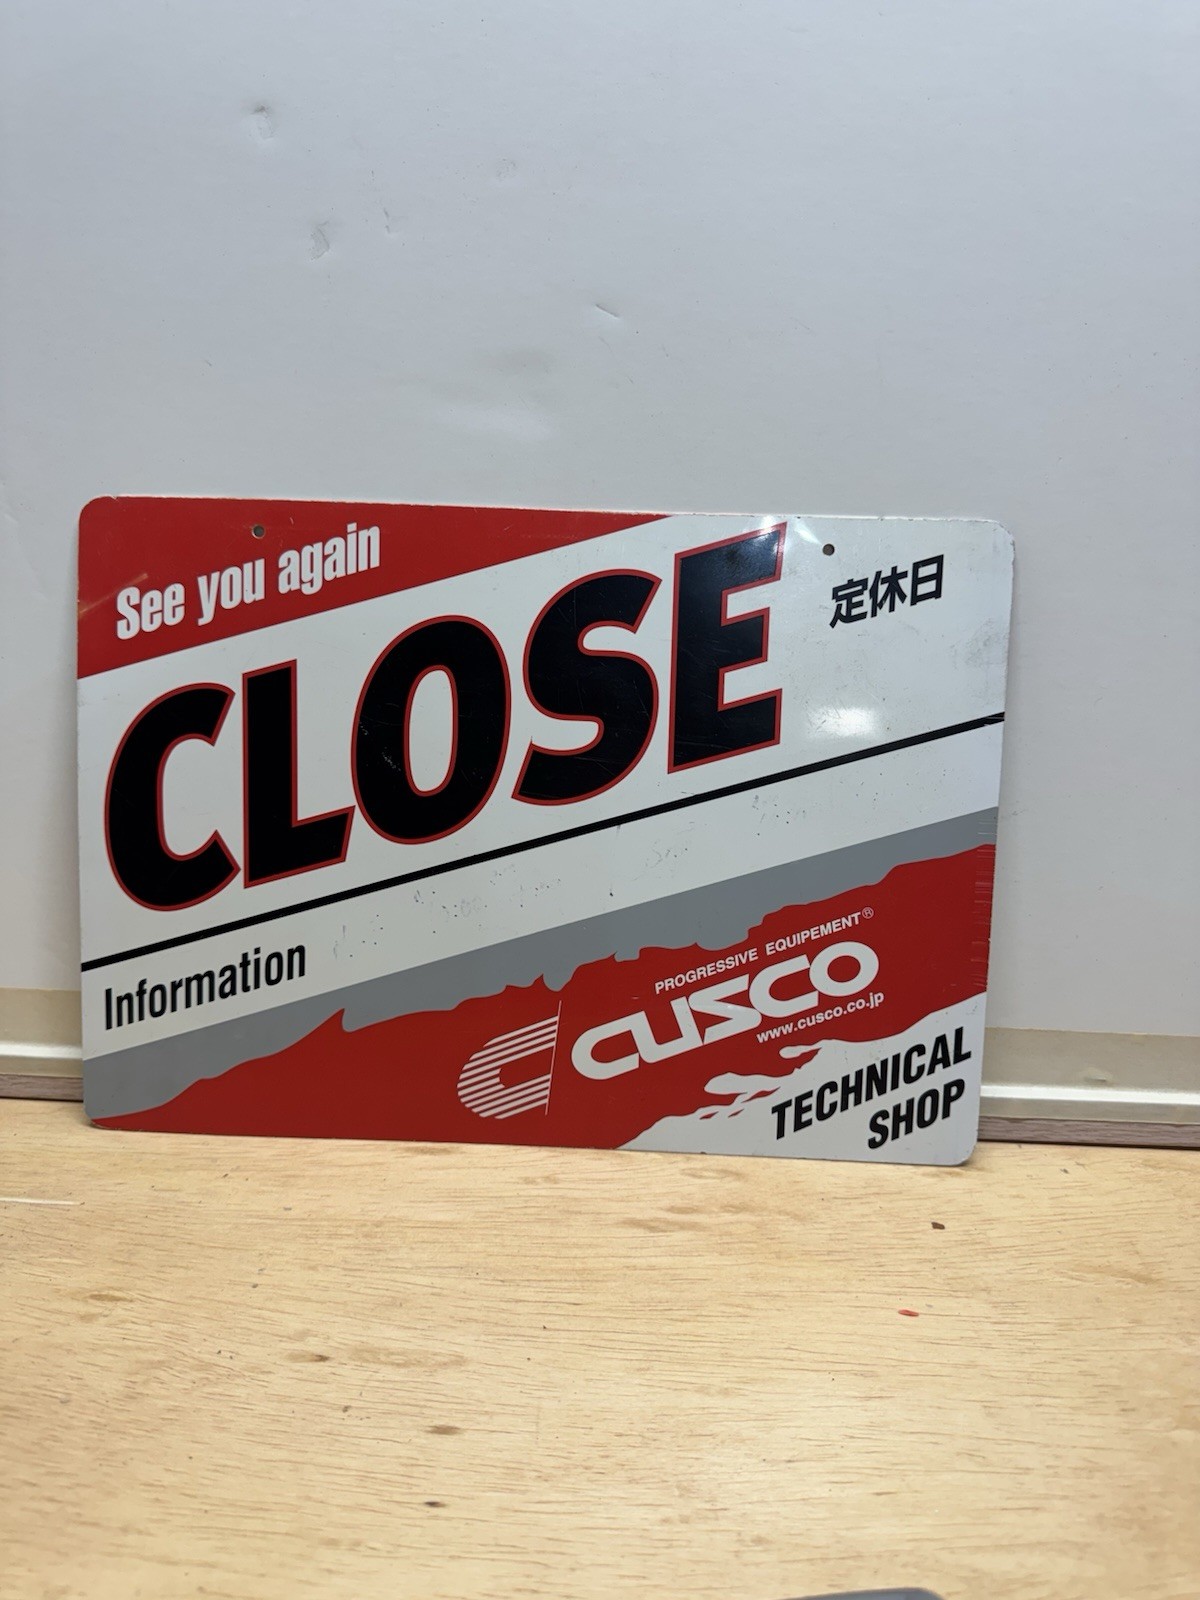 See you again
CLOSE
定休日
Information
PROGRESSIVE EQUIPEMENT®
CUSCO
www.cusco.co.jp
TECHNICAL
SHOP